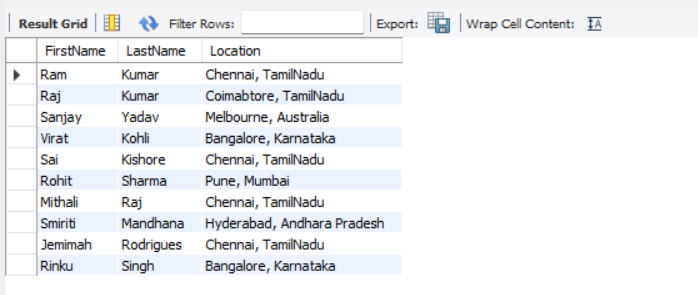 Result Grid Filter Rows: Export: Wrap Cell Content:
FirstName LastName Location
Ram Kumar Chennai, TamilNadu
Raj Kumar Coimabtore, TamilNadu
Sanjay Yadav Melbourne, Australia
Virat Kohli Bangalore, Karnataka
Sai Kishore Chennai, TamilNadu
Rohit Sharma Pune, Mumbai
Mithali Raj Chennai, TamilNadu
Smiriti Mandhana Hyderabad, Andhara Pradesh
Jemimah Rodrigues Chennai, TamilNadu
Rinku Singh Bangalore, Karnataka